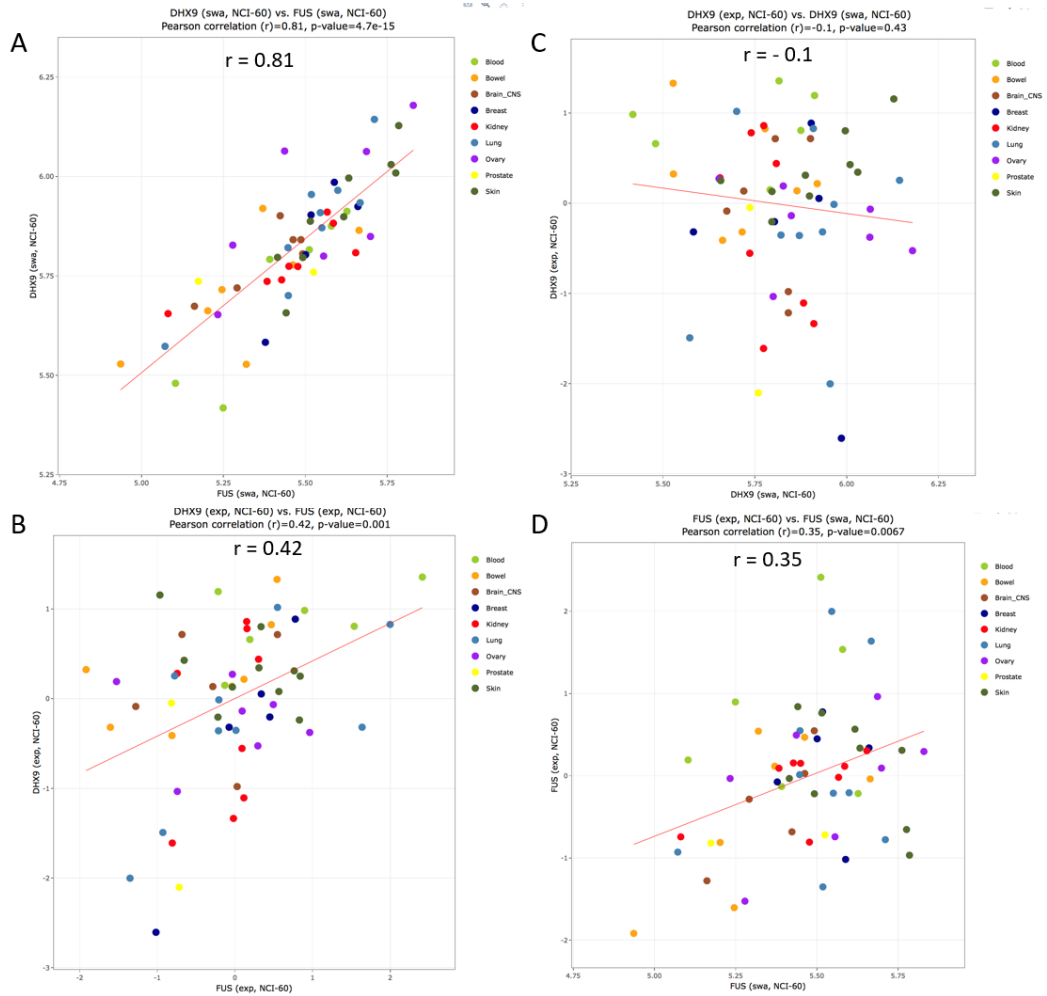 A
DHX9 (swa, NCI-60) vs. FUS (swa, NCI-60)
Pearson correlation (r)=0.81, p-value=4.7e-15
r = 0.81
6.25
6.00
5.75
5.50
5.25
DHX9 (swa, NCI-60)
4.75
5.00
5.25
5.50
5.75
FUS (swa, NCI-60)
Blood
Bowel
Brain_CNS
Breast
Kidney
Lung
Ovary
Prostate
Skin
C
DHX9 (exp, NCI-60) vs. DHX9 (swa, NCI-60)
Pearson correlation (r)=-0.1, p-value=0.43
r = - 0.1
1
0
-1
-2
-3
DHX9 (exp, NCI-60)
5.25
5.50
5.75
6.00
6.25
DHX9 (swa, NCI-60)
Blood
Bowel
Brain_CNS
Breast
Kidney
Lung
Ovary
Prostate
Skin
B
DHX9 (exp, NCI-60) vs. FUS (exp, NCI-60)
Pearson correlation (r)=0.42, p-value=0.001
r = 0.42
1
0
-1
-2
-3
DHX9 (exp, NCI-60)
-2
-1
0
1
2
FUS (exp, NCI-60)
Blood
Bowel
Brain_CNS
Breast
Kidney
Lung
Ovary
Prostate
Skin
D
FUS (exp, NCI-60) vs. FUS (swa, NCI-60)
Pearson correlation (r)=0.35, p-value=0.0067
r = 0.35
2
1
0
-1
-2
FUS (exp, NCI-60)
4.75
5.00
5.25
5.50
5.75
FUS (swa, NCI-60)
Blood
Bowel
Brain_CNS
Breast
Kidney
Lung
Ovary
Prostate
Skin